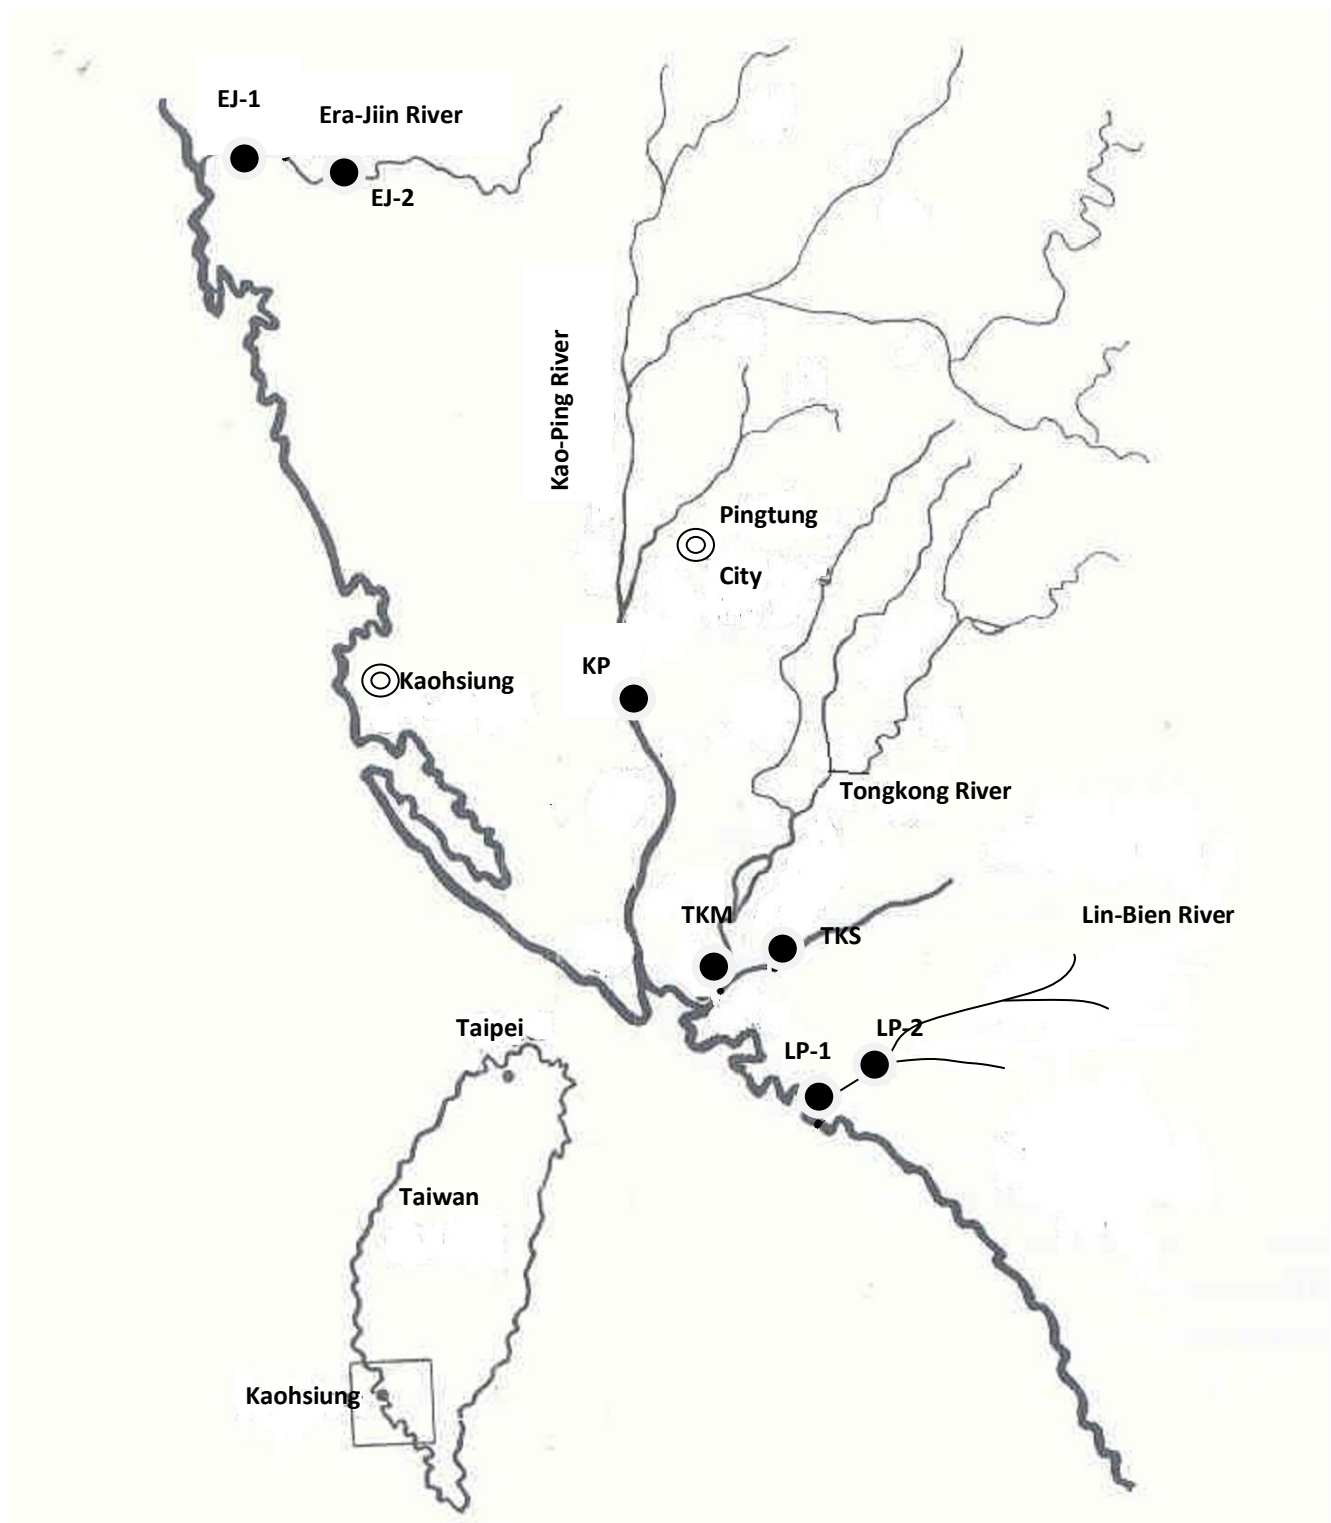 EJ-1
Era-Jiin River
EJ-2
Kao-Ping River
Pingtung
City
KP
Kaohsiung
Tongkong River
TKM
TKS
Lin-Bien River
LP-2
LP-1
Taipei
Taiwan
Kaohsiung